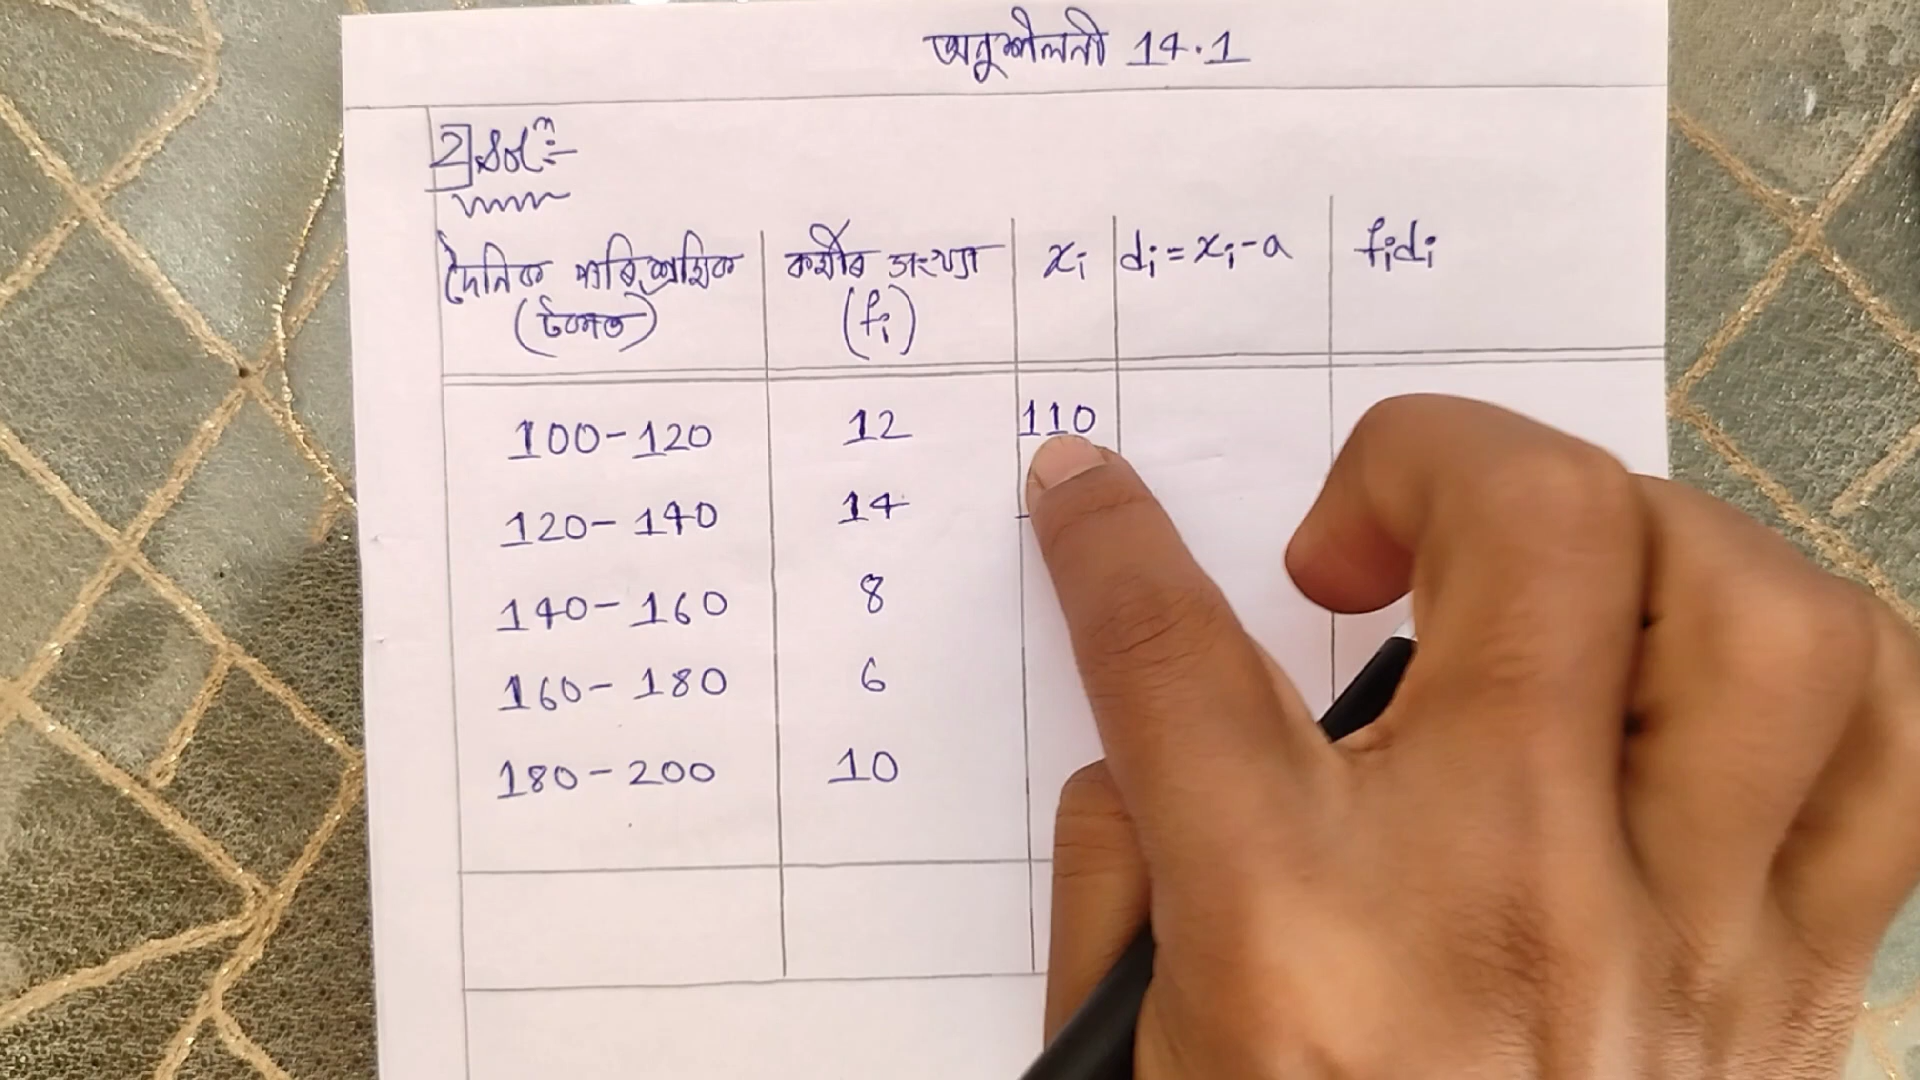 অনুশীলনী 14.1
2 Solⁿ:-
দৈনিক পাৰিশ্ৰমিক (টকাত) কৰ্মীৰ সংখ্যা (fi) xi di = xi - a fidi
100-120 12 110
120-140 14
140-160 8
160-180 6
180-200 10